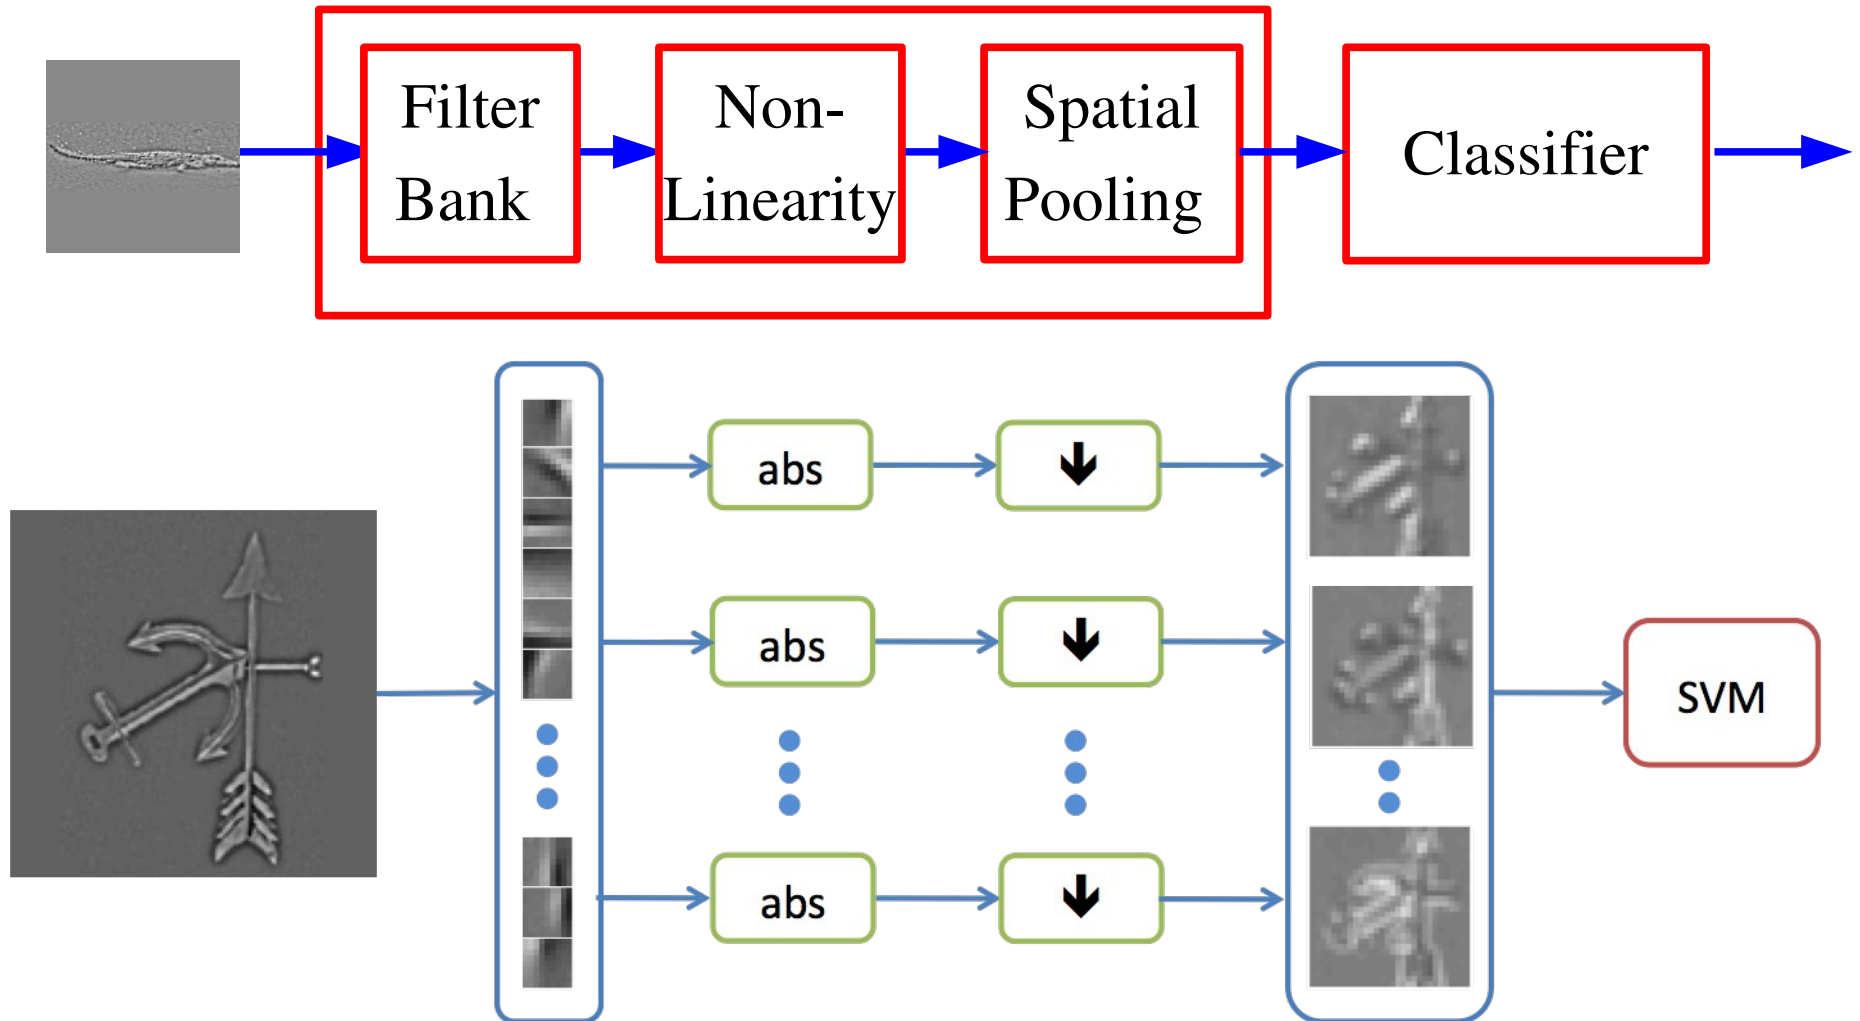 Filter
Bank
Non-
Linearity
Spatial
Pooling
Classifier
abs
abs
abs
SVM